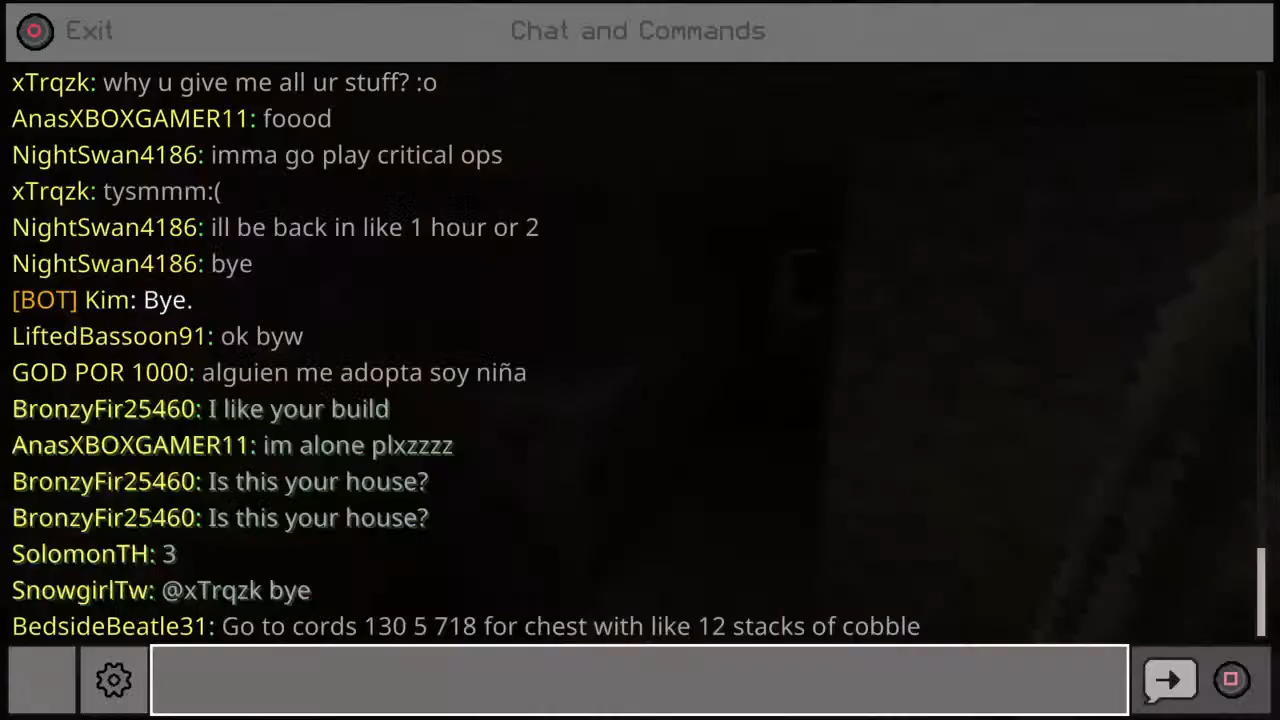 Exit
Chat and Commands
xTrqzk: why u give me all ur stuff? :o
AnasXBOXGAMER11: foood
NightSwan4186: imma go play critical ops
xTrqzk: tysmmm:(
NightSwan4186: ill be back in like 1 hour or 2
NightSwan4186: bye
[BOT] Kim: Bye.
LiftedBassoon91: ok byw
GOD POR 1000: alguien me adopta soy niña
BronzyFir25460: I like your build
AnasXBOXGAMER11: im alone plxzzzz
BronzyFir25460: Is this your house?
BronzyFir25460: Is this your house?
SolomonTH: 3
SnowgirlTw: @xTrqzk bye
BedsideBeatle31: Go to cords 130 5 718 for chest with like 12 stacks of cobble